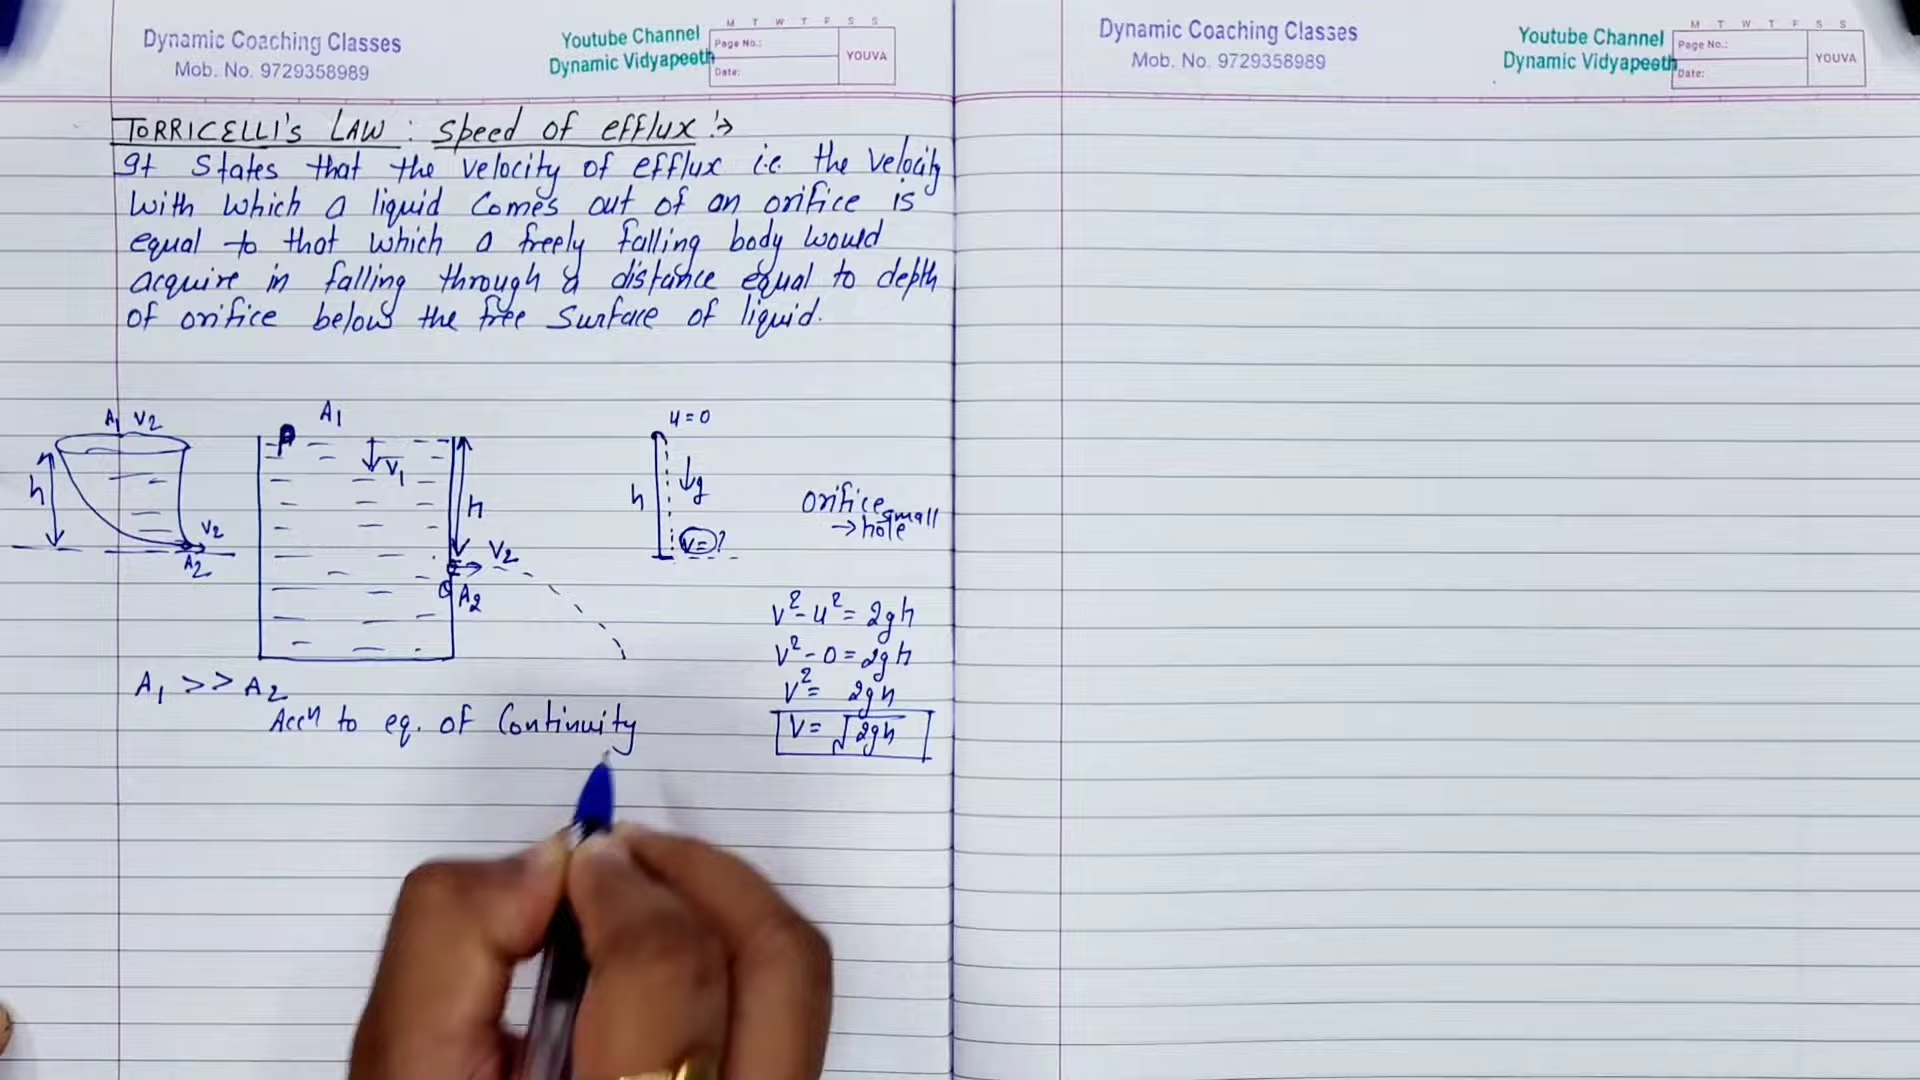 Dynamic Coaching Classes
Mob. No. 9729358989
Youtube Channel
Dynamic Vidyapeeth
M T W T F S S
Page No.:
Date:
YOUVA
TORRICELLI's LAW : Speed of efflux :→
It States that the velocity of efflux i.e. the velocity
with which a liquid comes out of an orifice is
equal to that which a freely falling body would
acquire in falling through a distance equal to depth
of orifice below the free surface of liquid.
A1 V2
h
V2
A2
A1
P
V1
h
V2
A2
u = 0
h
↓g
V = ?
Orifice
→ small hole
A1 >> A2
Accn to eq. of Continuity
v² - u² = 2gh
v² - 0 = 2gh
v² = 2gh
v = √2gh
Dynamic Coaching Classes
Mob. No. 9729358989
Youtube Channel
Dynamic Vidyapeeth
M T W T F S S
Page No.:
Date:
YOUVA